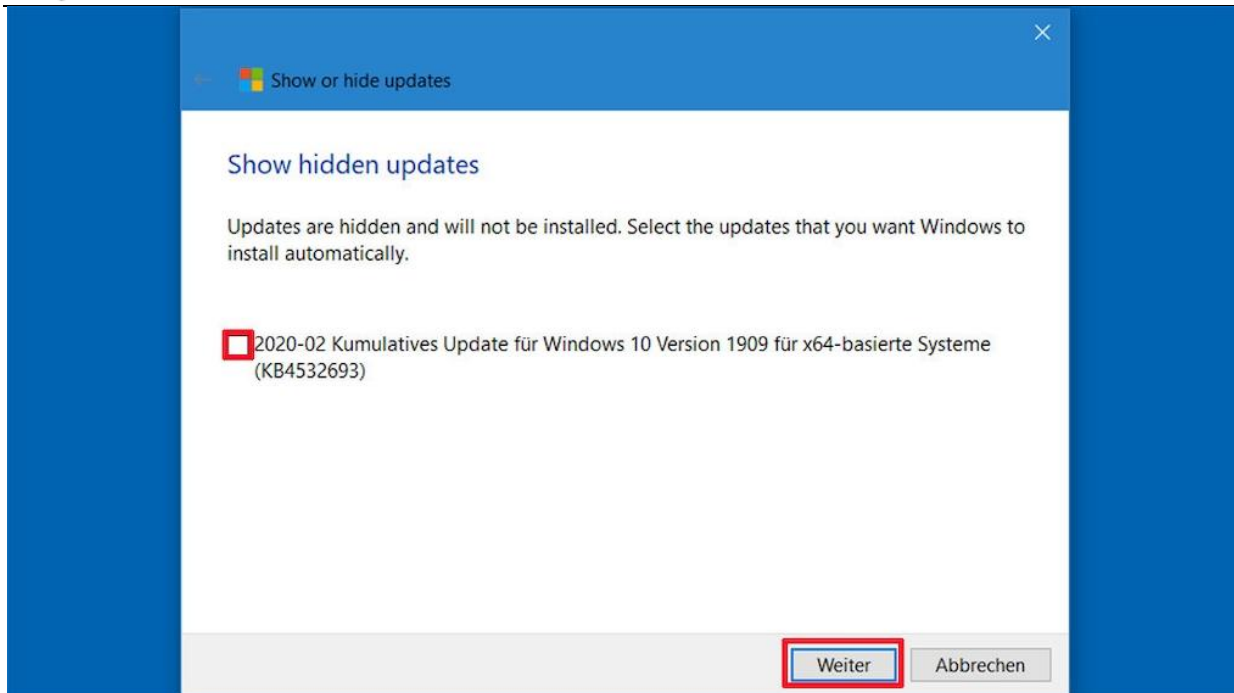 Show or hide updates
Show hidden updates
Updates are hidden and will not be installed. Select the updates that you want Windows to
install automatically.
2020-02 Kumulatives Update für Windows 10 Version 1909 für x64-basierte Systeme
(KB4532693)
Weiter Abbrechen